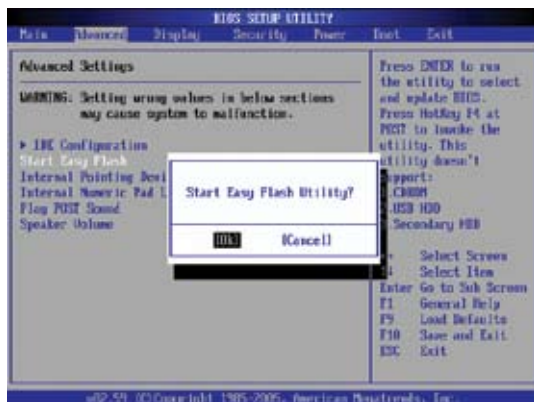 BIOS SETUP UTILITY
Main Advanced Display Security Power Boot Exit
Advanced Settings
WARNING: Setting wrong values in below sections
may cause system to malfunction.
IDE Configuration
Start Easy Flash
Internal Pointing Devi
Internal Numeric Pad L
Play POST Sound
Speaker Volume
Start Easy Flash Utility?
[Ok] [Cancel]
Press ENTER to run
the utility to select
and update BIOS.
Press HotKey F4 at
POST to invoke the
utility. This
utility doesn't
pport:
CDROM
USB HDD
Secondary HDD
Select Screen
Select Item
Enter Go to Sub Screen
F1 General Help
F9 Load Defaults
F10 Save and Exit
ESC Exit
v02.59 (C)Copyright 1985-2005, American Megatrends, Inc.